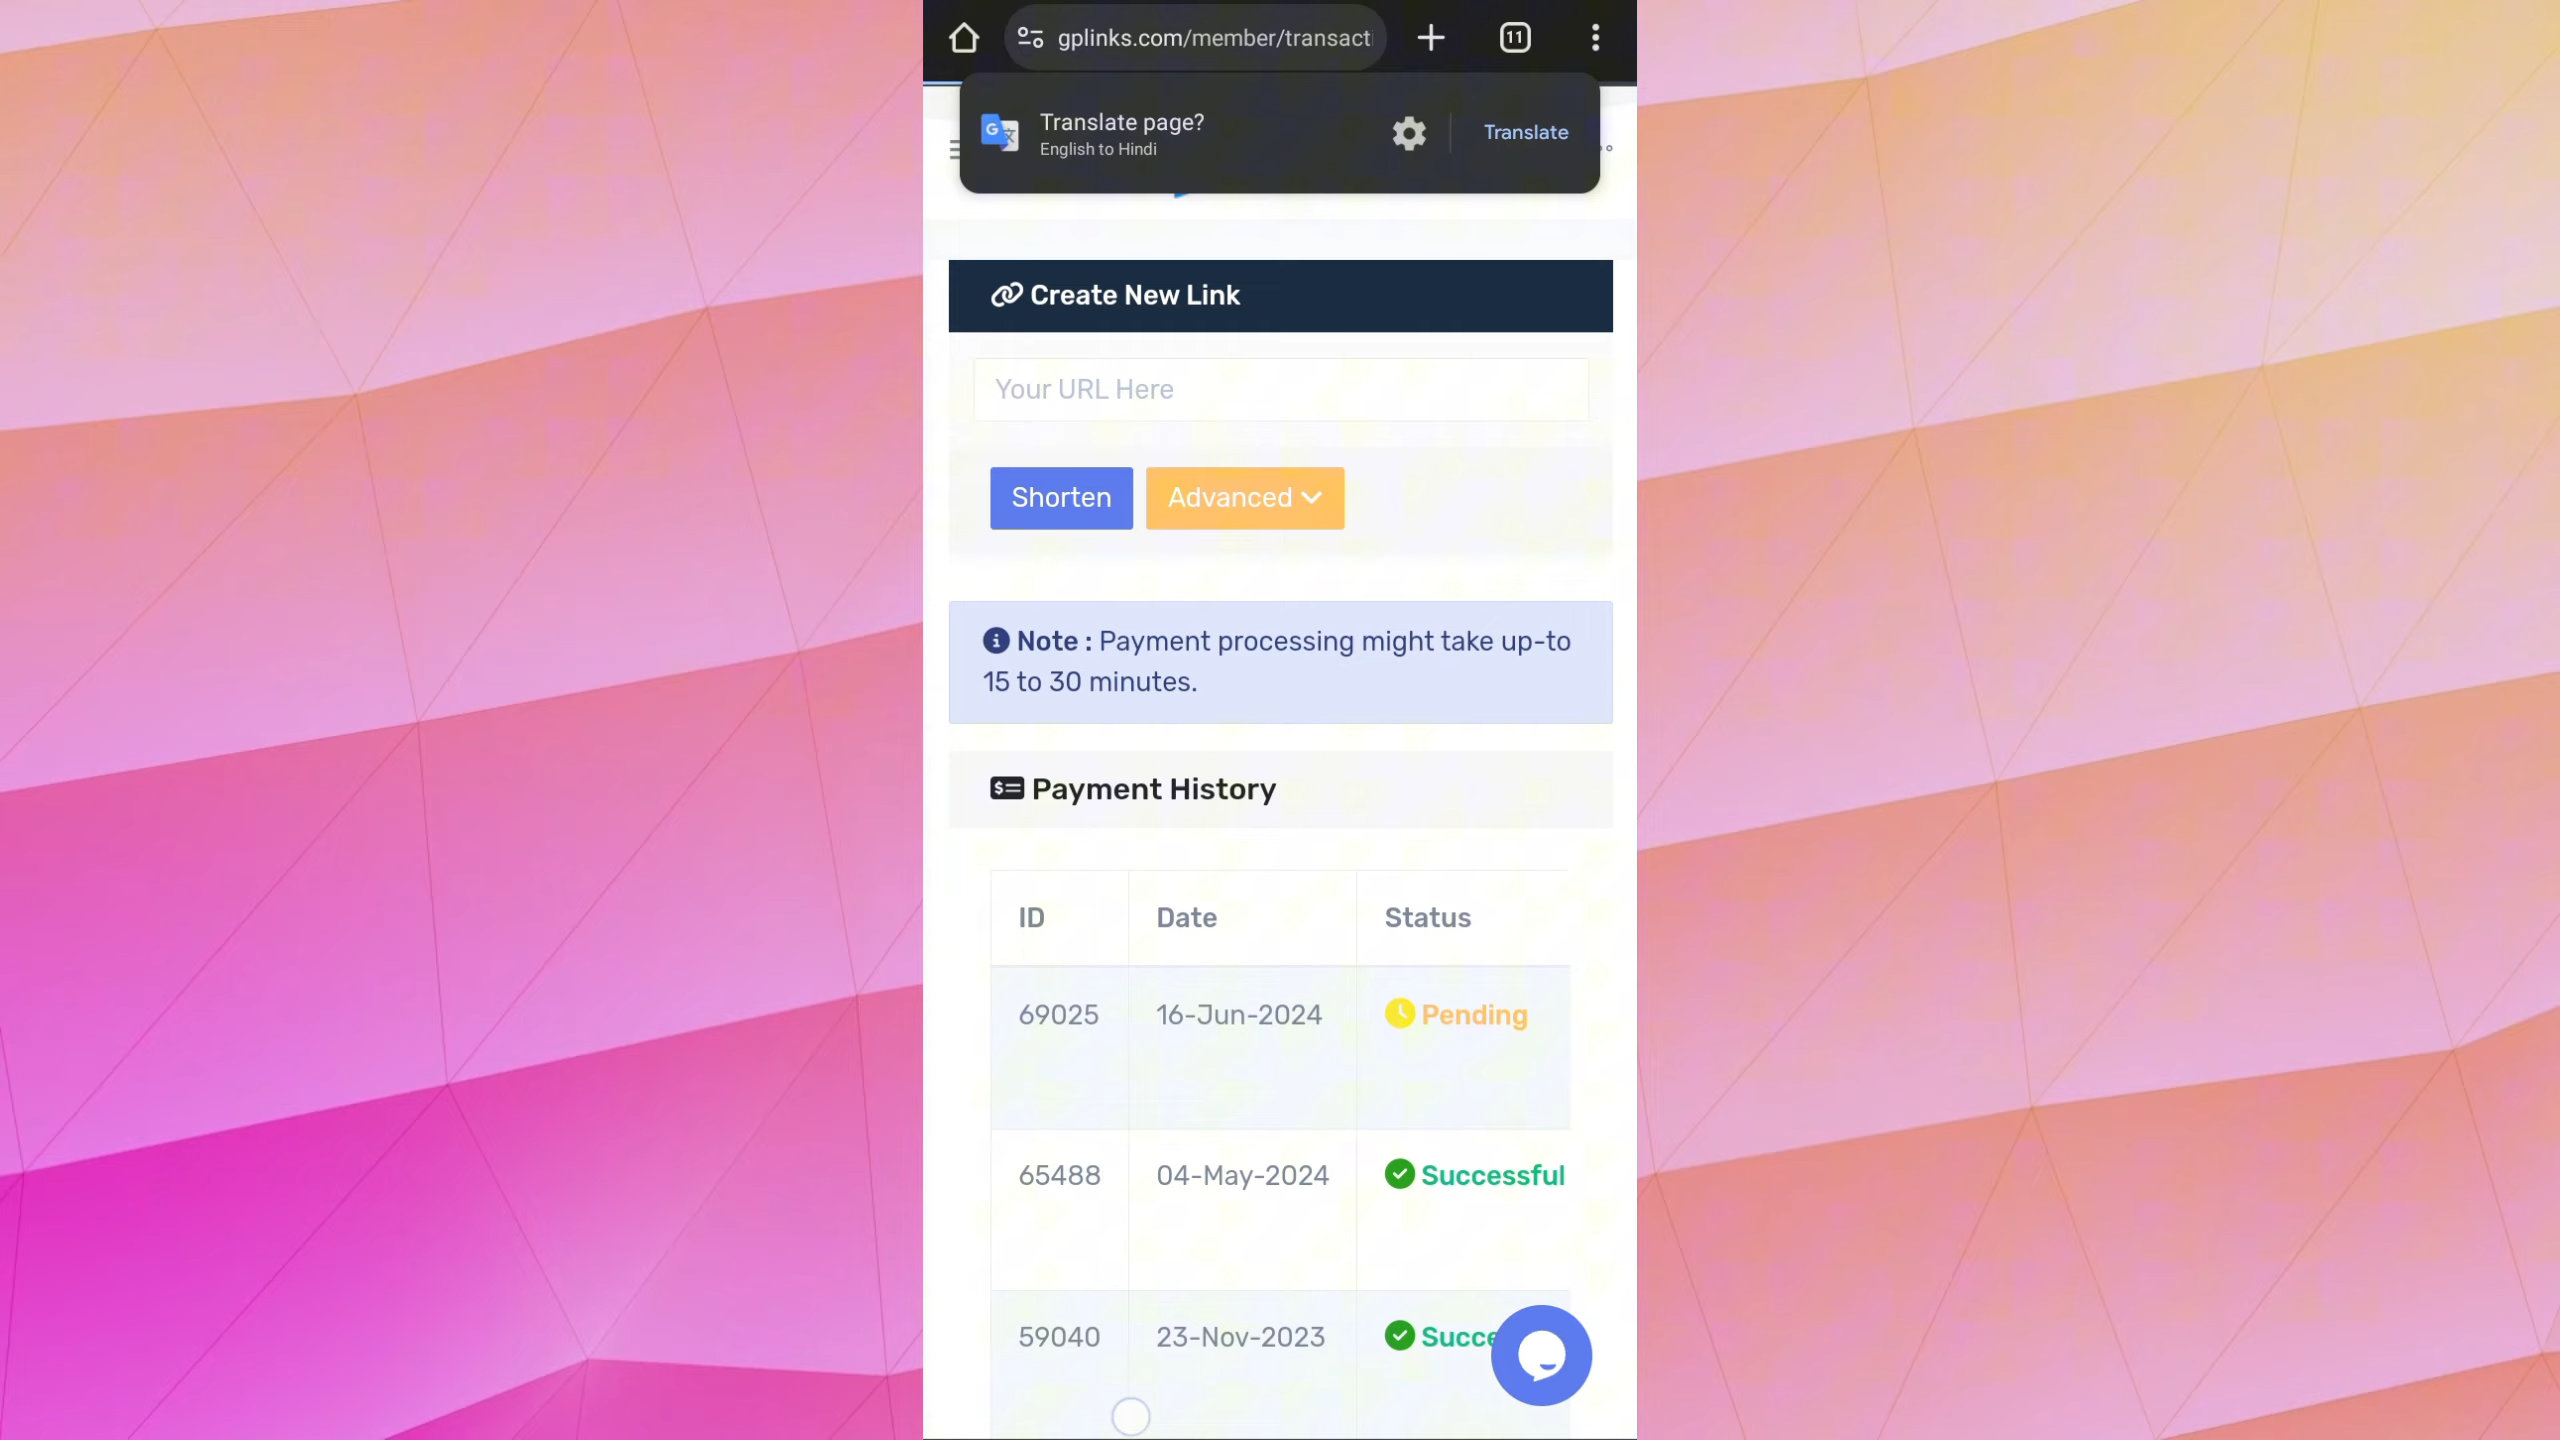 gplinks.com/member/transacti
11
Translate page?
English to Hindi
Translate
Create New Link
Your URL Here
Shorten
Advanced
Note : Payment processing might take up-to
15 to 30 minutes.
Payment History
ID Date Status
69025 16-Jun-2024 Pending
65488 04-May-2024 Successful
59040 23-Nov-2023 Succe